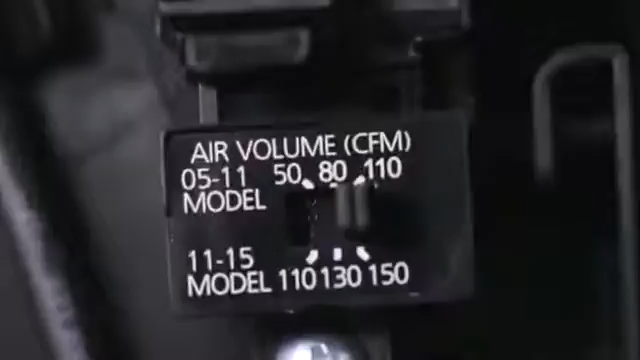 AIR VOLUME (CFM)
05-11 50 80 110
MODEL
11-15
MODEL 110 130 150